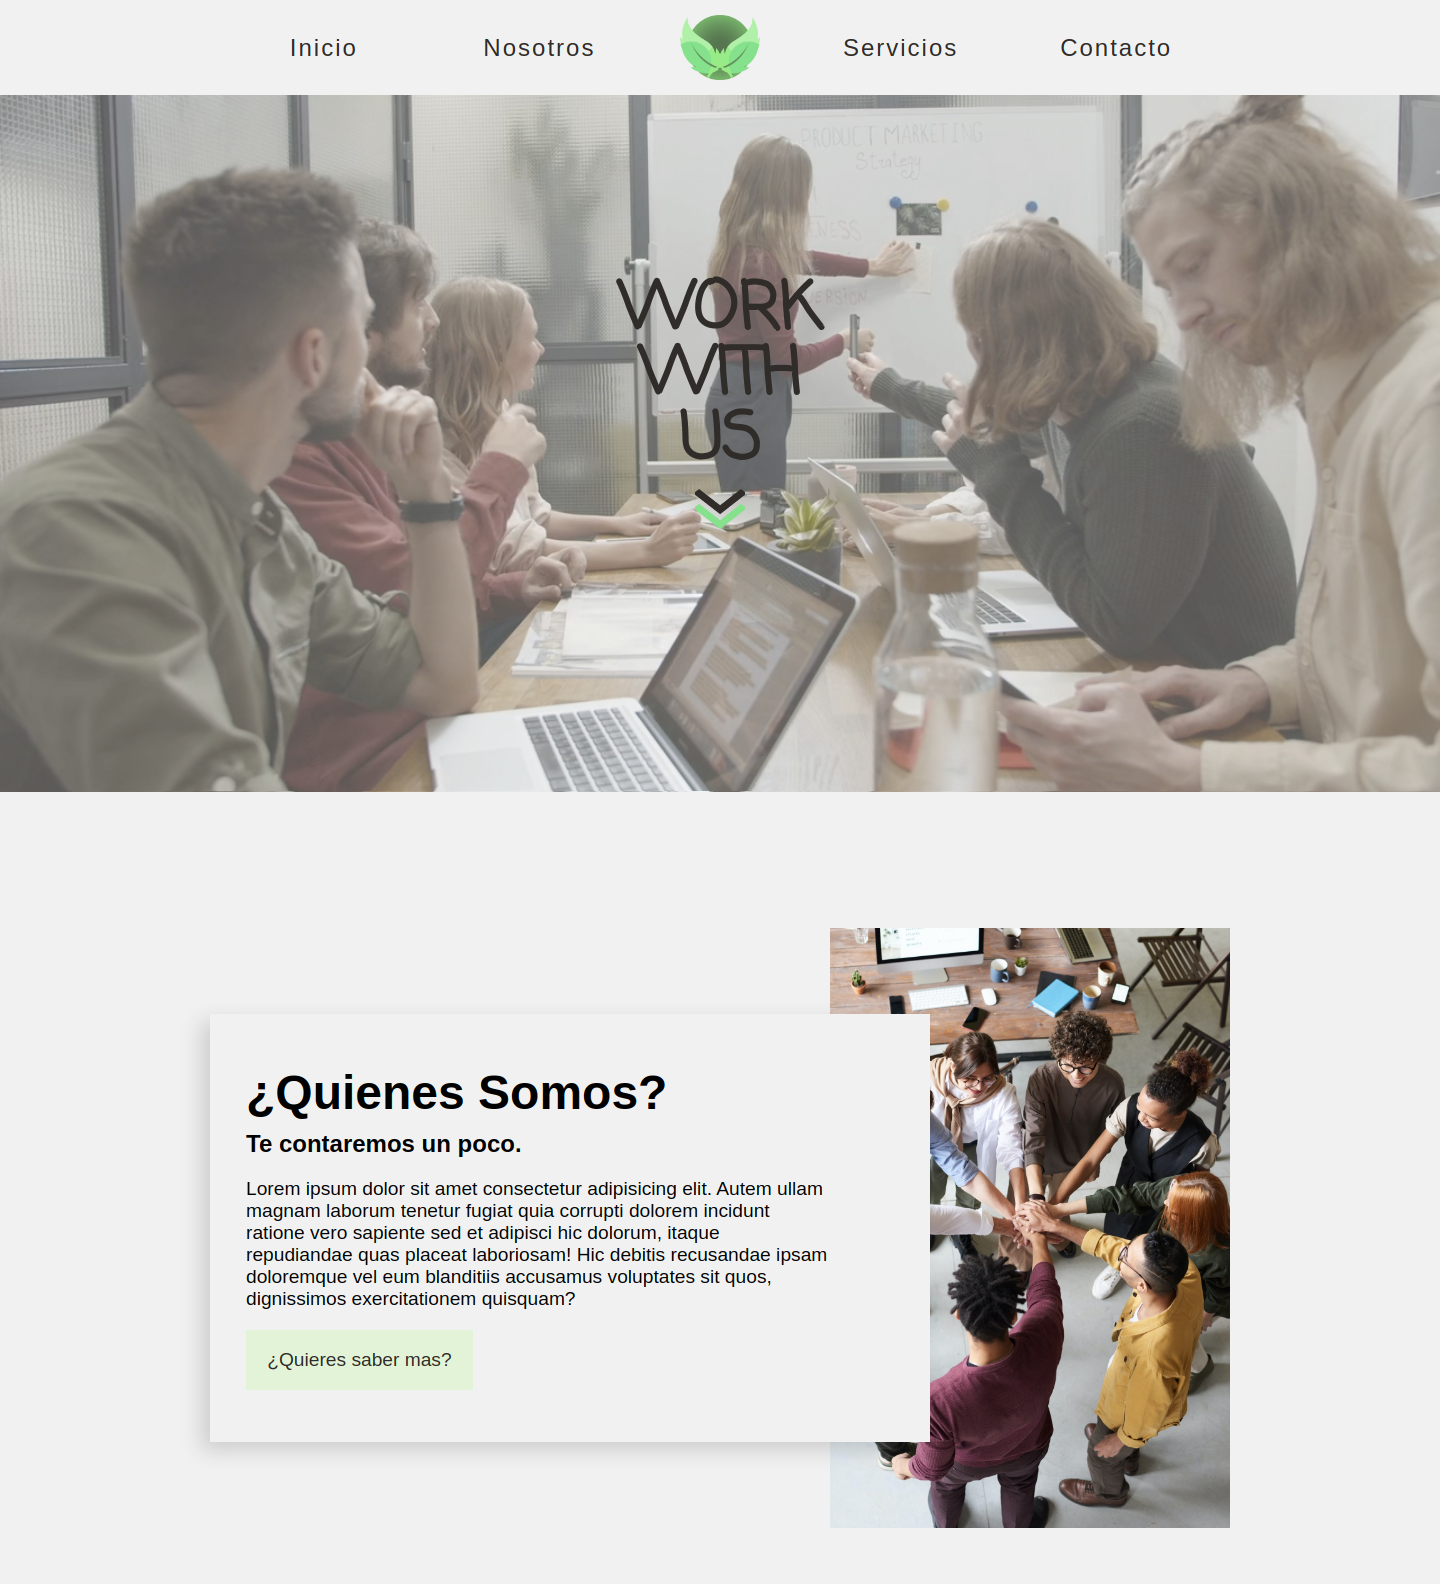 Inicio
Nosotros
Servicios
Contacto
PRODUCT MARKETING
Strategy
WORK
WITH
US
¿Quienes Somos?
Te contaremos un poco.
Lorem ipsum dolor sit amet consectetur adipisicing elit. Autem ullam
magnam laborum tenetur fugiat quia corrupti dolorem incidunt
ratione vero sapiente sed et adipisci hic dolorum, itaque
repudiandae quas placeat laboriosam! Hic debitis recusandae ipsam
doloremque vel eum blanditiis accusamus voluptates sit quos,
dignissimos exercitationem quisquam?
¿Quieres saber mas?